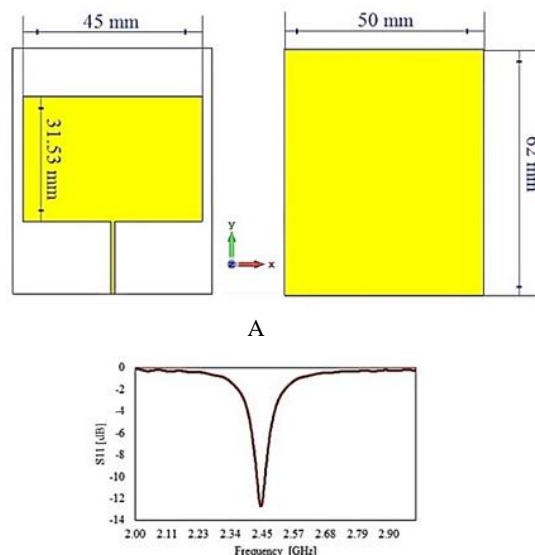 45 mm
50 mm
31.53 mm
62 mm
y
z
x
A
0
-2
-4
-6
-8
-10
-12
-14
S11 [dB]
2.00 2.11 2.23 2.34 2.45 2.57 2.68 2.79 2.90
Frequency [GHz]